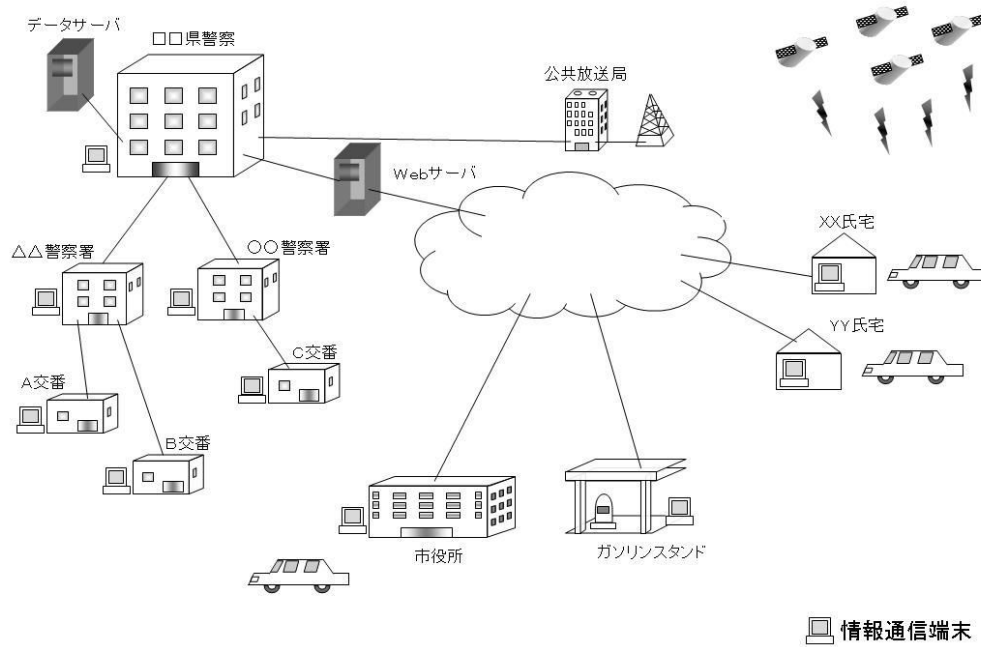 データサーバ
□□県警察
公共放送局
Webサーバ
XX氏宅
△△警察署
○○警察署
YY氏宅
C交番
A交番
B交番
市役所
ガソリンスタンド
情報通信端末